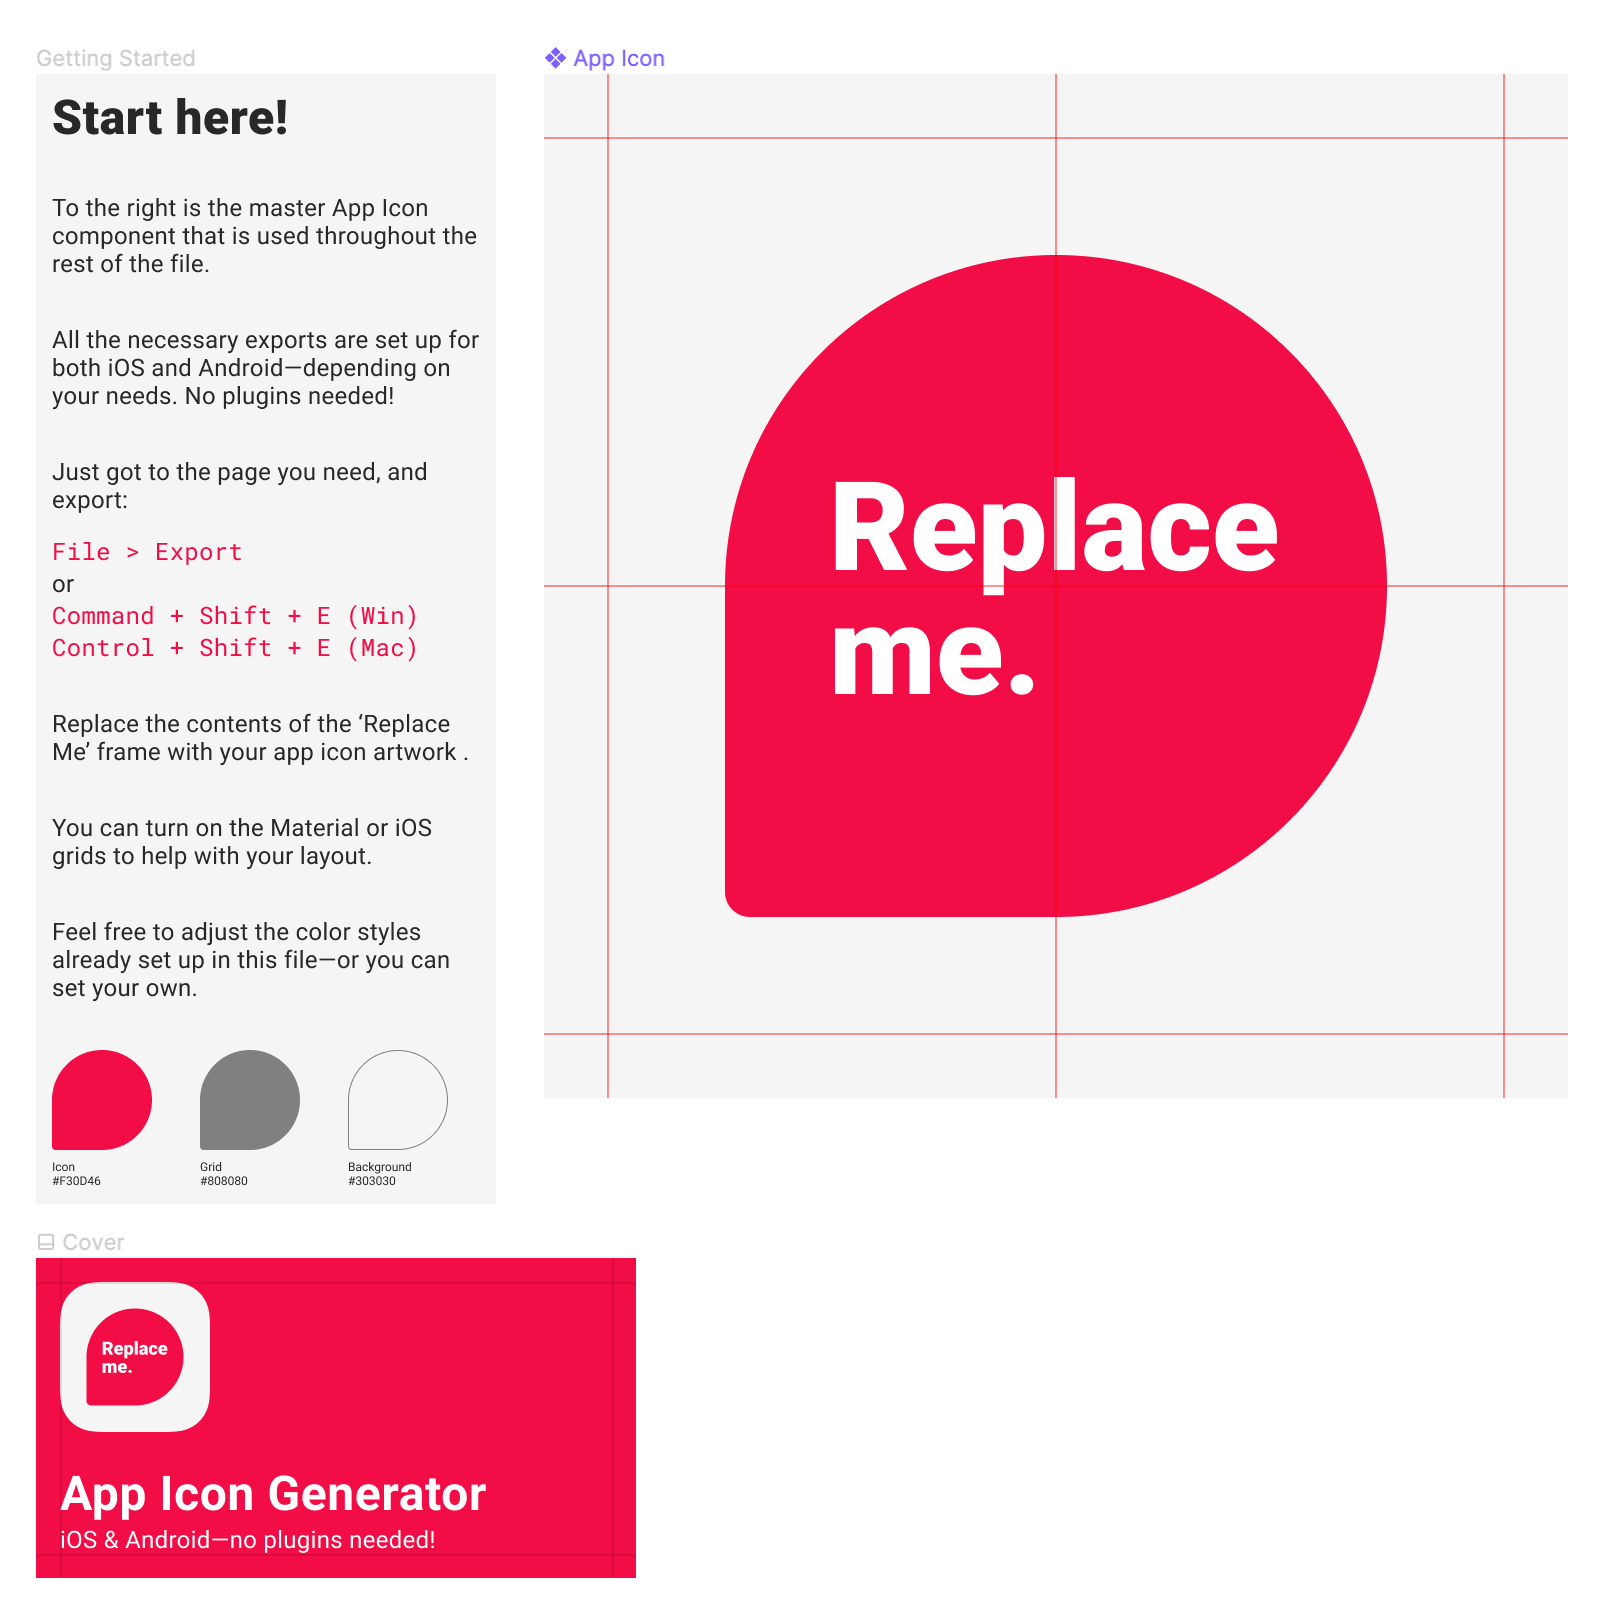 Getting Started
Start here!
To the right is the master App Icon
component that is used throughout the
rest of the file.
All the necessary exports are set up for
both iOS and Android—depending on
your needs. No plugins needed!
Just got to the page you need, and
export:
File > Export
or
Command + Shift + E (Win)
Control + Shift + E (Mac)
Replace the contents of the ‘Replace
Me’ frame with your app icon artwork .
You can turn on the Material or iOS
grids to help with your layout.
Feel free to adjust the color styles
already set up in this file—or you can
set your own.
Icon
#F30D46
Grid
#808080
Background
#303030
App Icon
Replace
me.
Cover
Replace
me.
App Icon Generator
iOS & Android—no plugins needed!